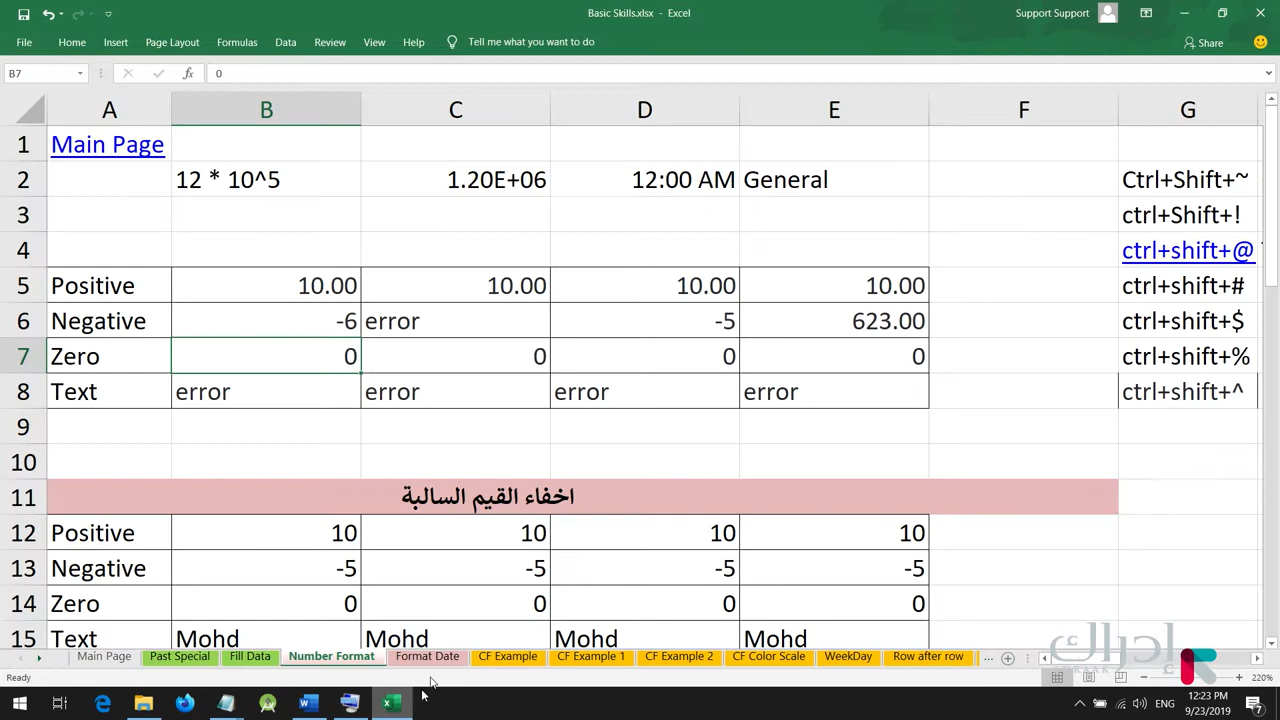 Basic Skills.xlsx - Excel
Support Support
File Home Insert Page Layout Formulas Data Review View Help Tell me what you want to do
Share
B7 fx 0
A B C D E F G
1 Main Page
2 12 * 10^5 1.20E+06 12:00 AM General Ctrl+Shift+~
3 ctrl+Shift+!
4 ctrl+shift+@
5 Positive 10.00 10.00 10.00 10.00 ctrl+shift+#
6 Negative -6 error -5 623.00 ctrl+shift+$
7 Zero 0 0 0 0 ctrl+shift+%
8 Text error error error error ctrl+shift+^
9
10
11 اخفاء القيم السالبة
12 Positive 10 10 10 10
13 Negative -5 -5 -5 -5
14 Zero 0 0 0 0
15 Text Mohd Mohd Mohd Mohd
Main Page Past Special Fill Data Number Format Format Date CF Example CF Example 1 CF Example 2 CF Color Scale WeekDay Row after row ...
إدراك
Ready 220%
ENG 12:23 PM
9/23/2019 7